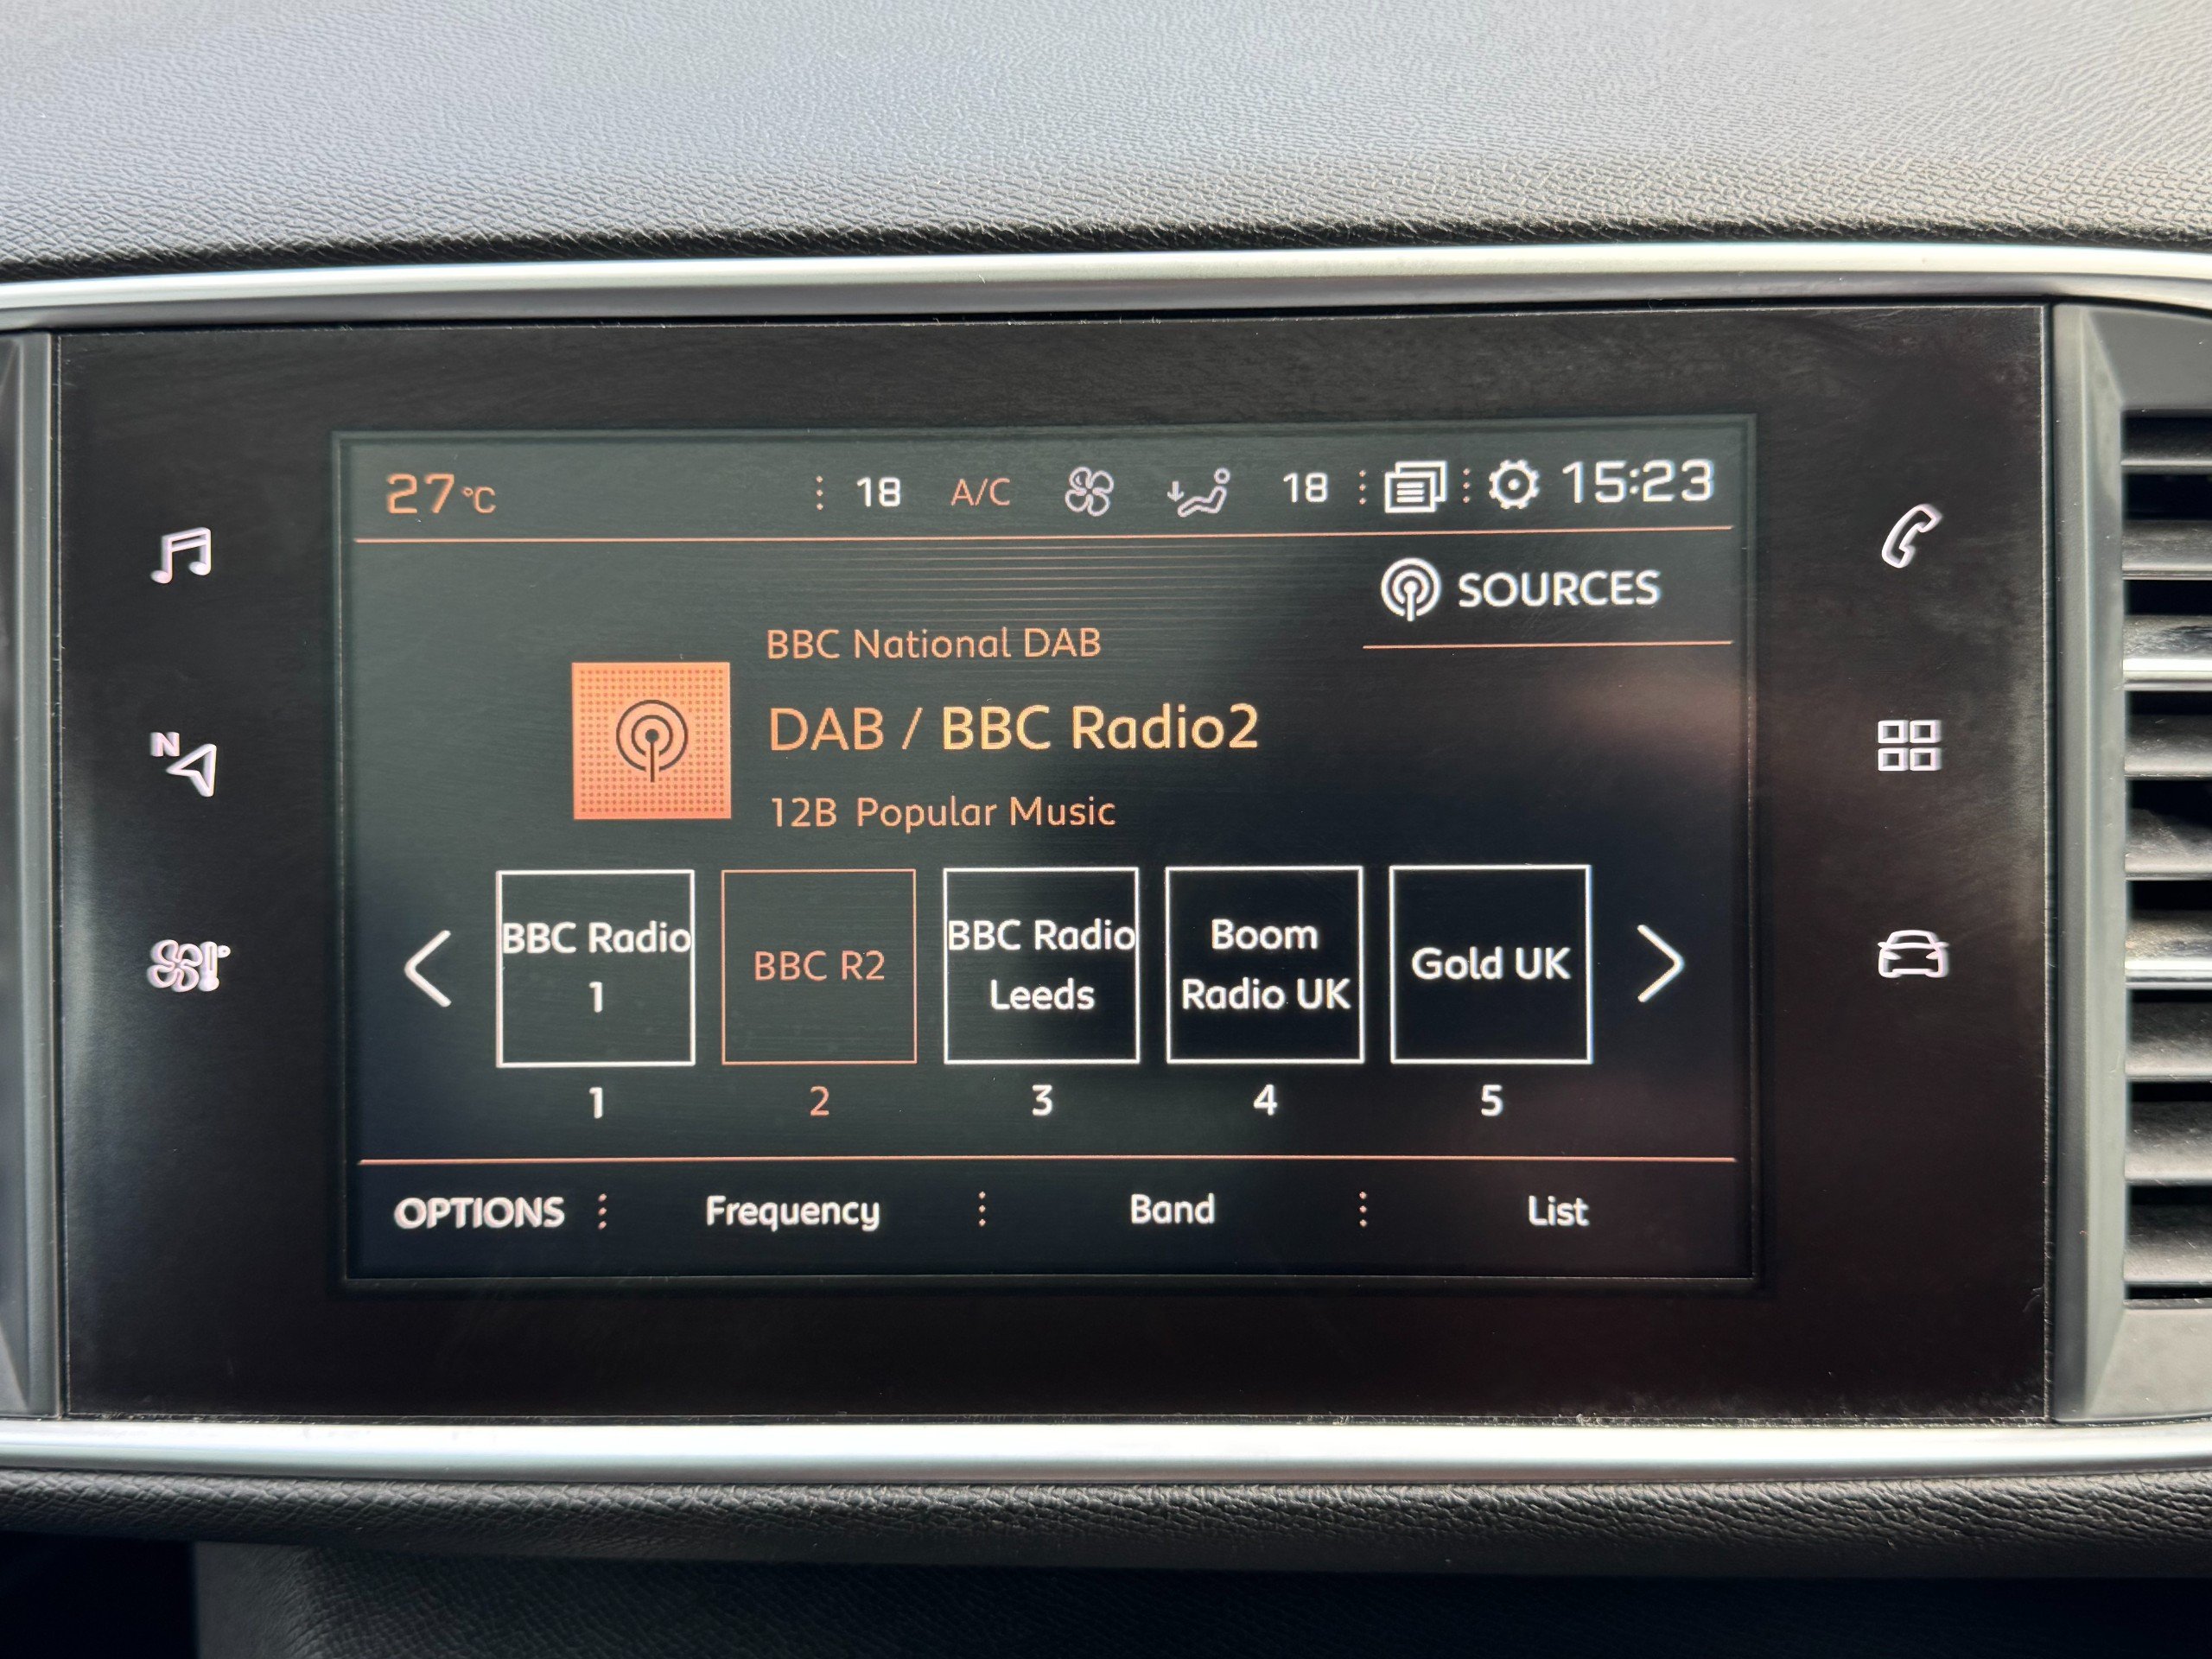 27°C 18 A/C 18 15:23
SOURCES
BBC National DAB
DAB / BBC Radio2
12B Popular Music
N
BBC Radio
1
BBC R2
BBC Radio
Leeds
Boom
Radio UK
Gold UK
1 2 3 4 5
OPTIONS Frequency Band List